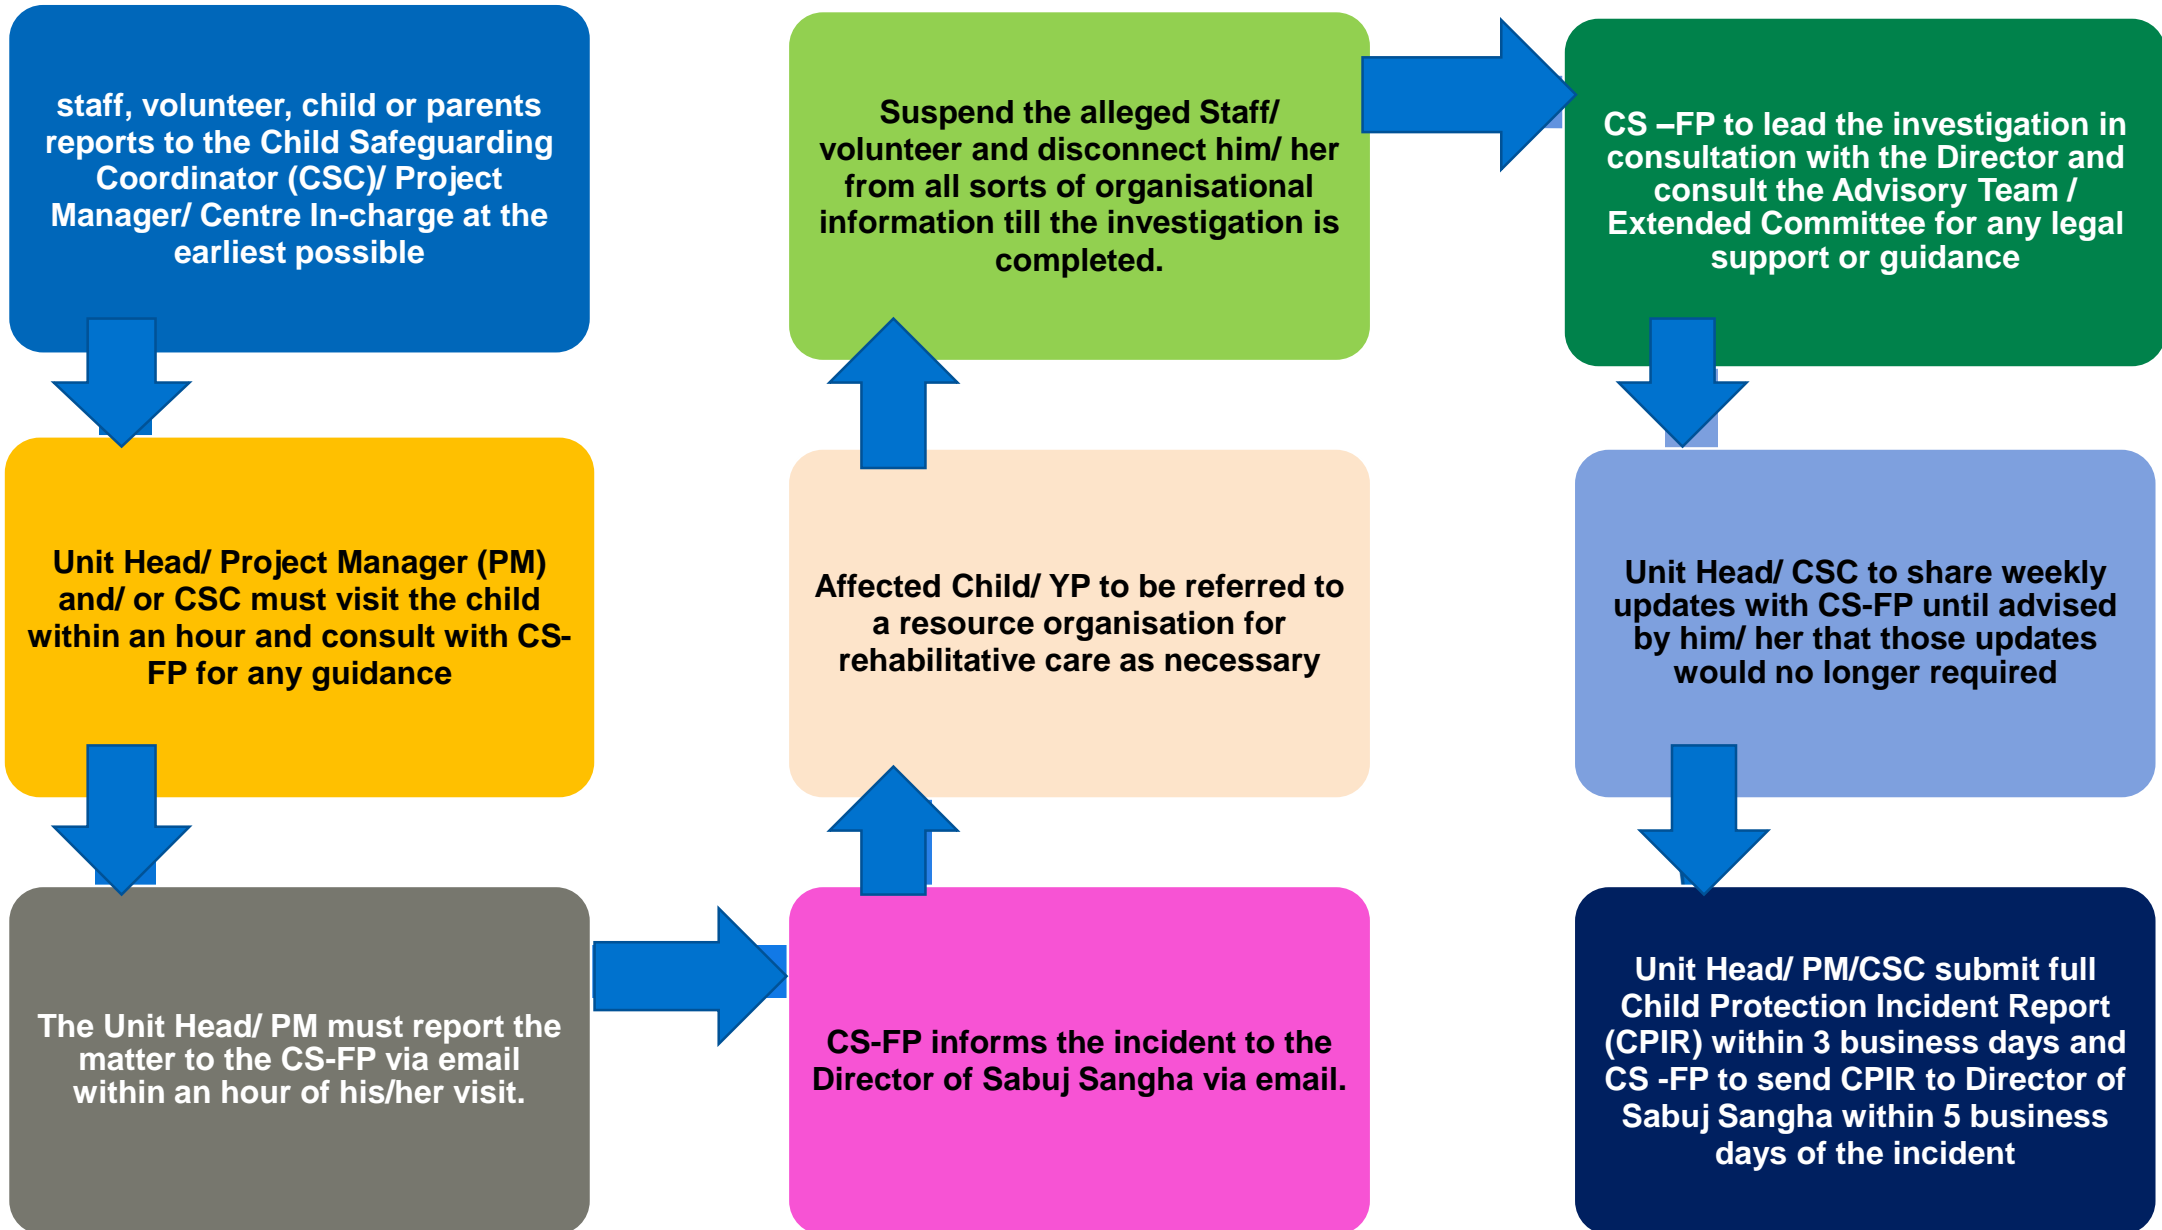 staff, volunteer, child or parents
reports to the Child Safeguarding
Coordinator (CSC)/ Project
Manager/ Centre In-charge at the
earliest possible
Unit Head/ Project Manager (PM)
and/ or CSC must visit the child
within an hour and consult with CS-
FP for any guidance
The Unit Head/ PM must report the
matter to the CS-FP via email
within an hour of his/her visit.
CS-FP informs the incident to the
Director of Sabuj Sangha via email.
Affected Child/ YP to be referred to
a resource organisation for
rehabilitative care as necessary
Suspend the alleged Staff/
volunteer and disconnect him/ her
from all sorts of organisational
information till the investigation is
completed.
CS –FP to lead the investigation in
consultation with the Director and
consult the Advisory Team /
Extended Committee for any legal
support or guidance
Unit Head/ CSC to share weekly
updates with CS-FP until advised
by him/ her that those updates
would no longer required
Unit Head/ PM/CSC submit full
Child Protection Incident Report
(CPIR) within 3 business days and
CS -FP to send CPIR to Director of
Sabuj Sangha within 5 business
days of the incident